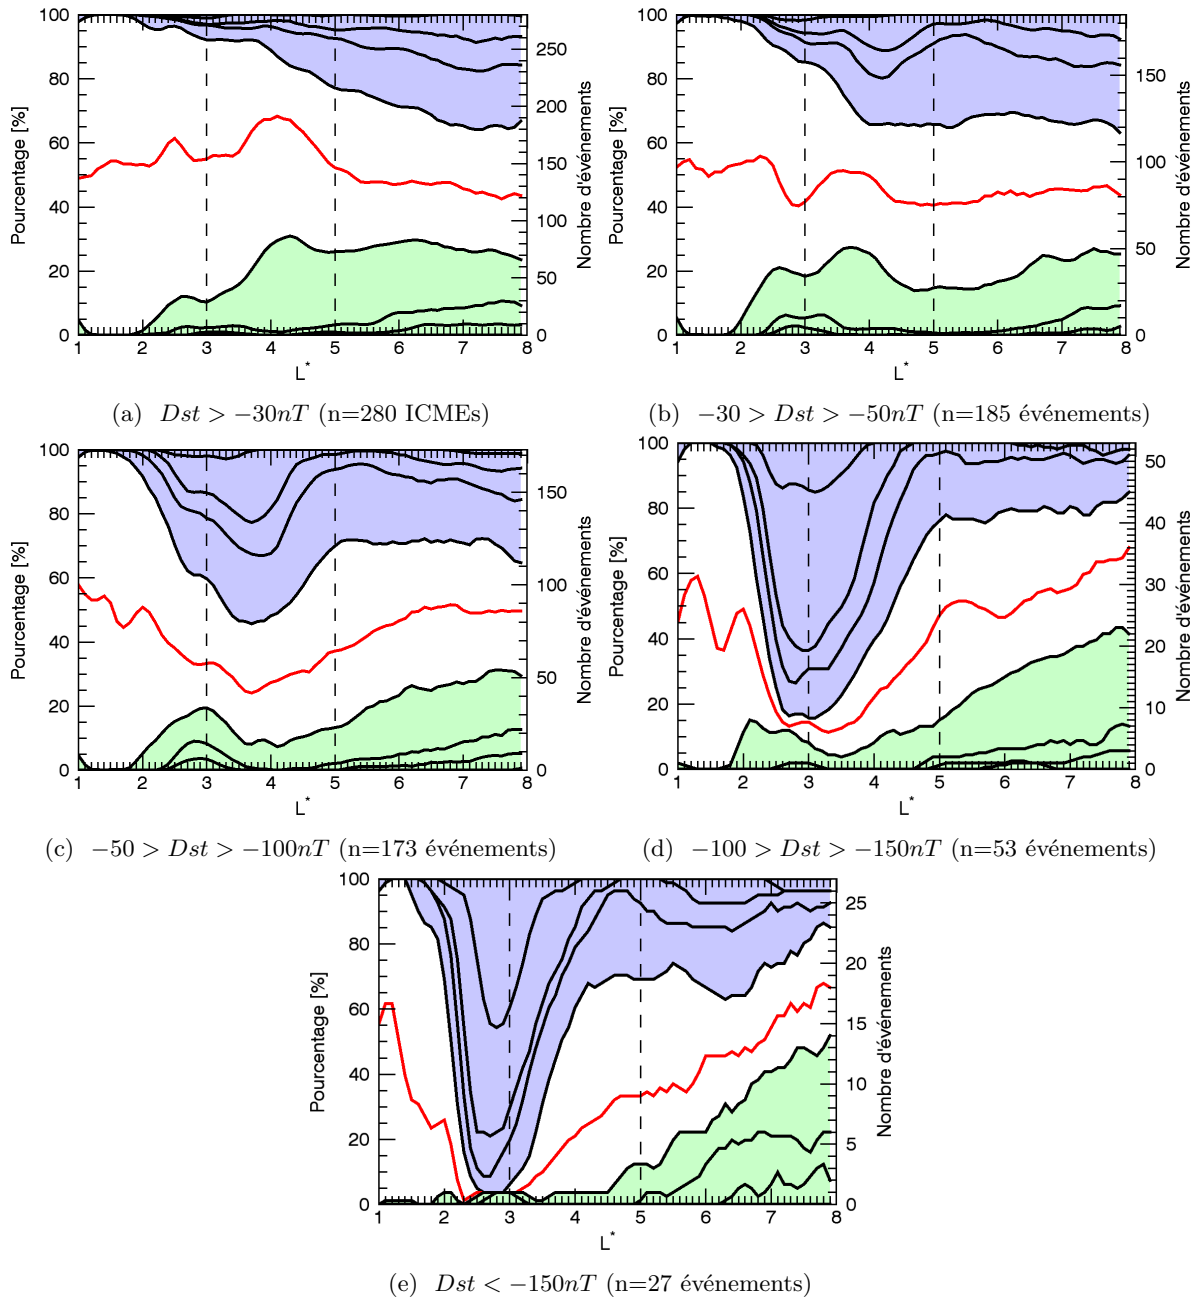 100
80
60
40
20
0
Pourcentage [%]
250
200
150
100
50
0
Nombre d'événements
1 2 3 4 5 6 7 8
L*
(a) Dst > −30nT (n=280 ICMEs)
100
80
60
40
20
0
Pourcentage [%]
150
100
50
0
Nombre d'événements
1 2 3 4 5 6 7 8
L*
(b) −30 > Dst > −50nT (n=185 événements)
100
80
60
40
20
0
Pourcentage [%]
150
100
50
0
Nombre d'événements
1 2 3 4 5 6 7 8
L*
(c) −50 > Dst > −100nT (n=173 événements)
100
80
60
40
20
0
Pourcentage [%]
50
40
30
20
10
0
Nombre d'événements
1 2 3 4 5 6 7 8
L*
(d) −100 > Dst > −150nT (n=53 événements)
100
80
60
40
20
0
Pourcentage [%]
25
20
15
10
5
0
Nombre d'événements
1 2 3 4 5 6 7 8
L*
(e) Dst < −150nT (n=27 événements)